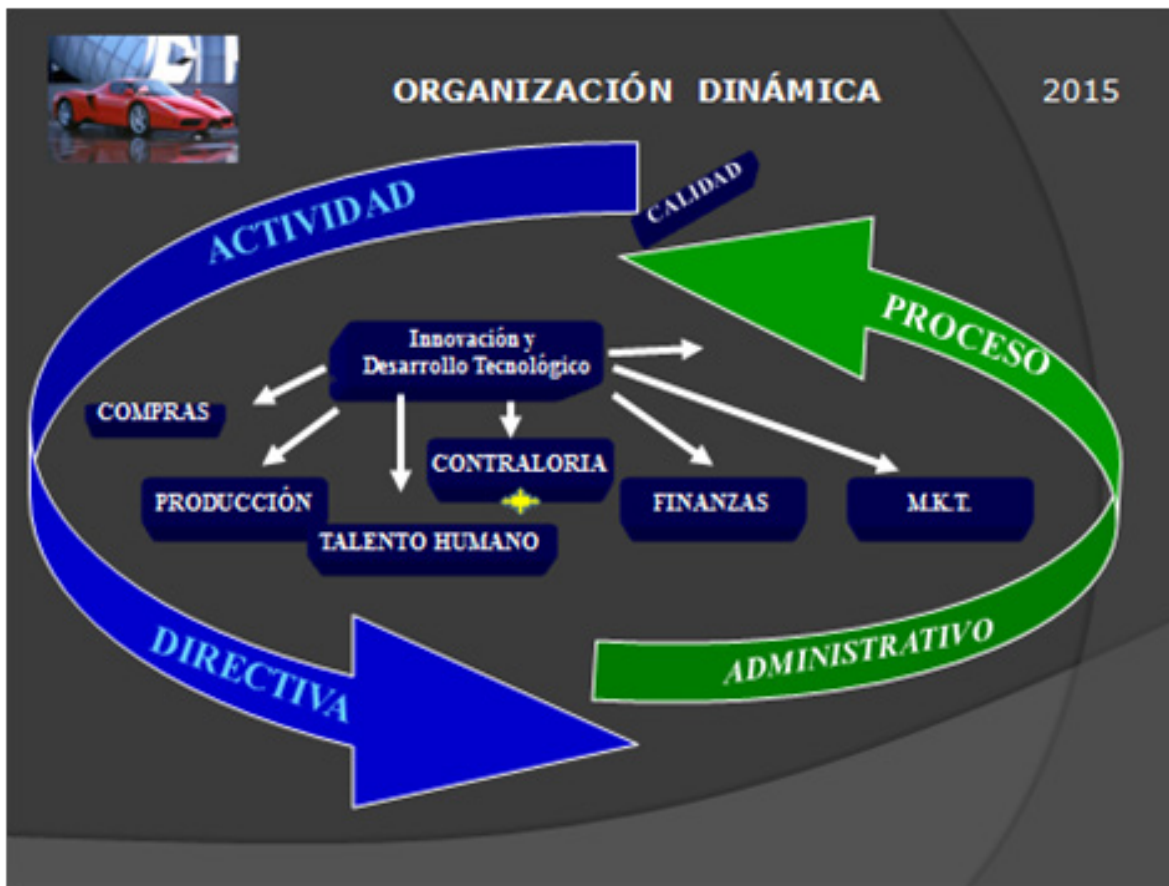 ORGANIZACIÓN DINÁMICA
2015
CALIDAD
ACTIVIDAD
PROCESO
Innovación y
Desarrollo Tecnológico
COMPRAS
CONTRALORIA
PRODUCCIÓN
FINANZAS
M.K.T.
TALENTO HUMANO
DIRECTIVA
ADMINISTRATIVO